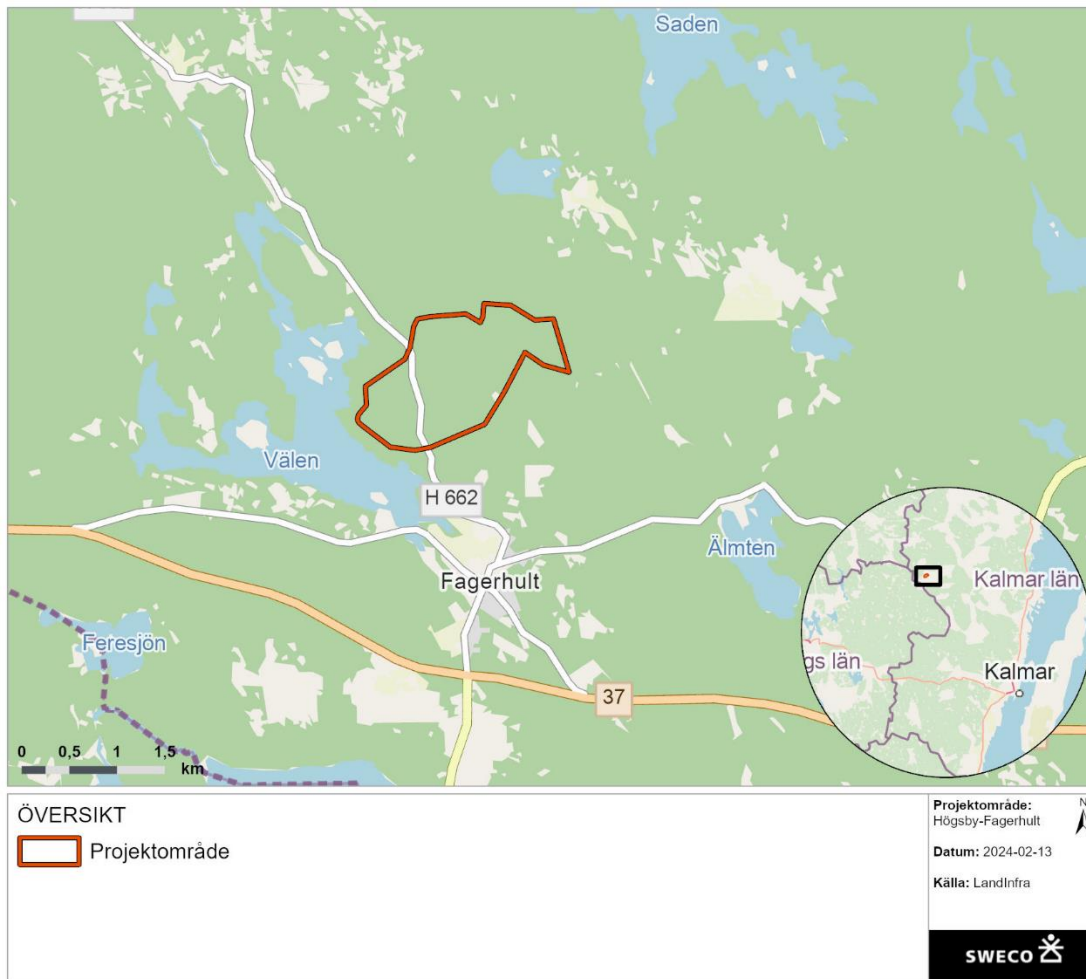 Saden
Välen
H 662
Fagerhult
Älmten
Feresjön
37
Kalmar län
gs län
Kalmar
0 0,5 1 1,5
km
ÖVERSIKT
Projektområde
Projektområde:
Högsby-Fagerhult
N
Datum: 2024-02-13
Källa: LandInfra
SWECO